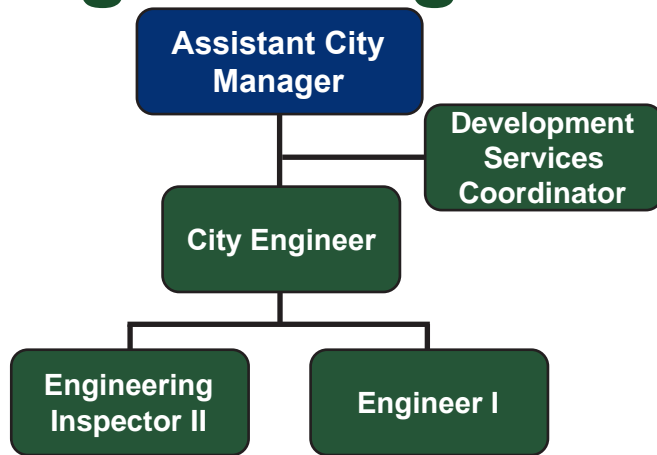 Assistant City
Manager
Development
Services
Coordinator
City Engineer
Engineering
Inspector II
Engineer I